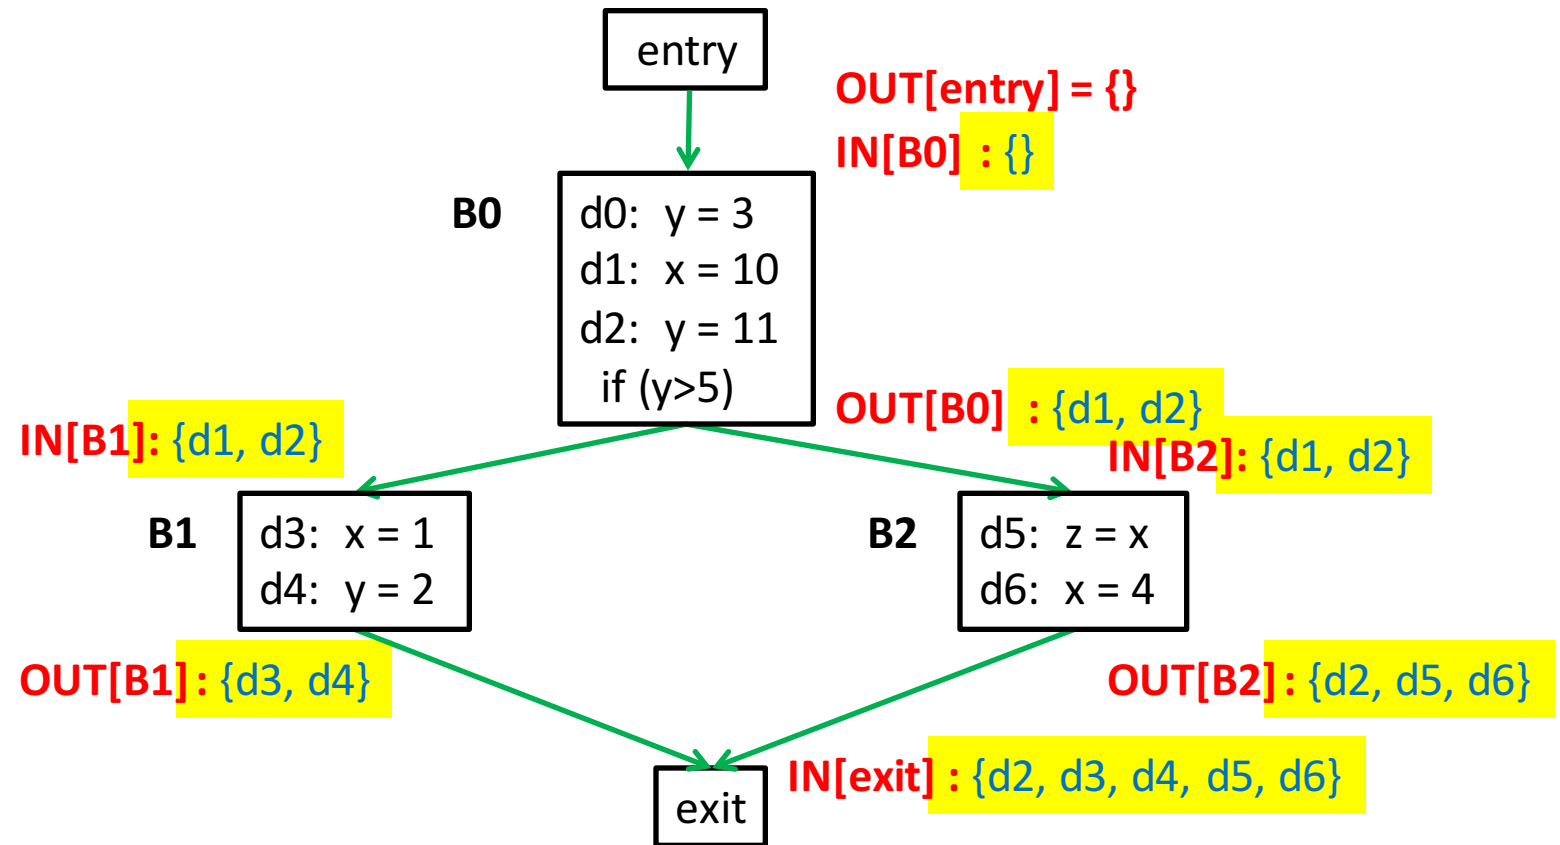 entry
OUT[entry] = {}
IN[B0] : {}
B0
d0: y = 3
d1: x = 10
d2: y = 11
if (y>5)
OUT[B0] : {d1, d2}
IN[B1]: {d1, d2}
IN[B2]: {d1, d2}
B1
d3: x = 1
d4: y = 2
B2
d5: z = x
d6: x = 4
OUT[B1] : {d3, d4}
OUT[B2] : {d2, d5, d6}
IN[exit] : {d2, d3, d4, d5, d6}
exit